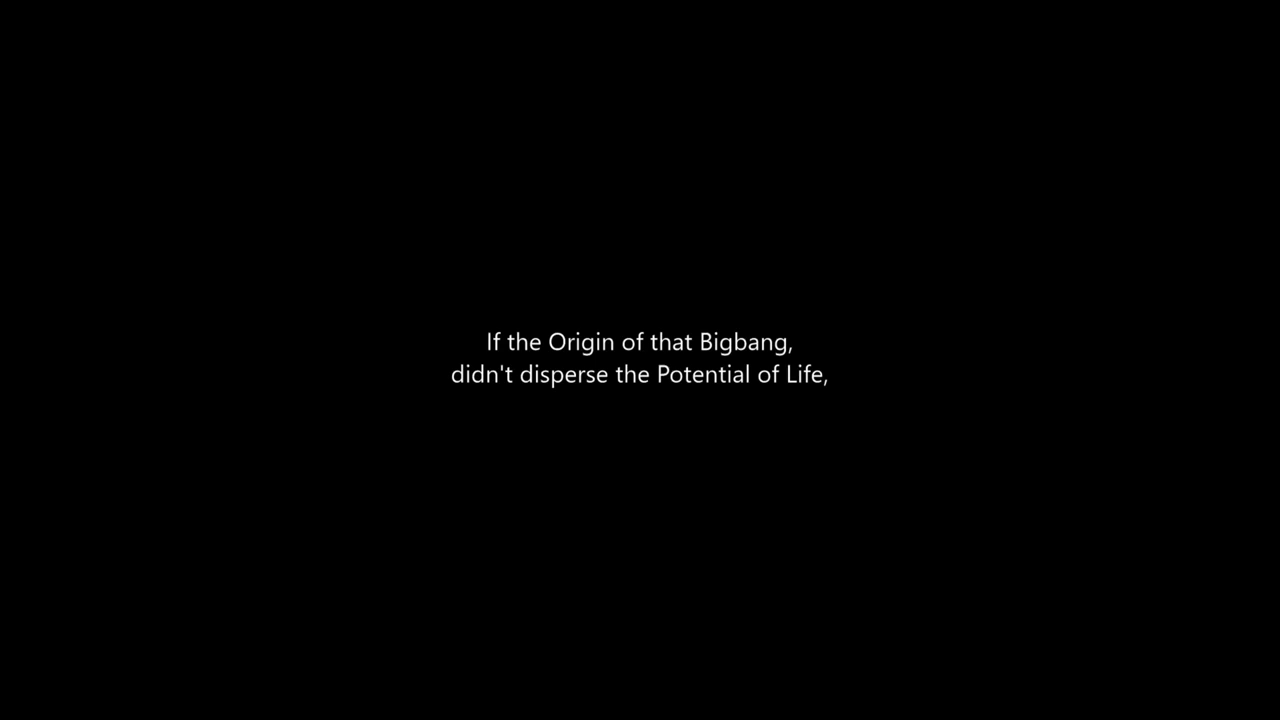 If the Origin of that Bigbang,
didn't disperse the Potential of Life,